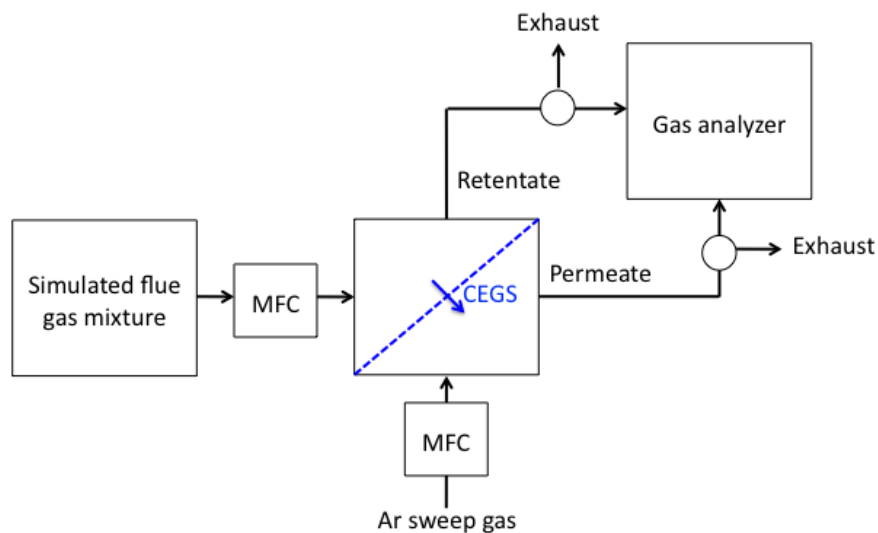 Exhaust
Gas analyzer
Retentate
Exhaust
Permeate
Simulated flue
gas mixture
MFC
CEGS
MFC
Ar sweep gas